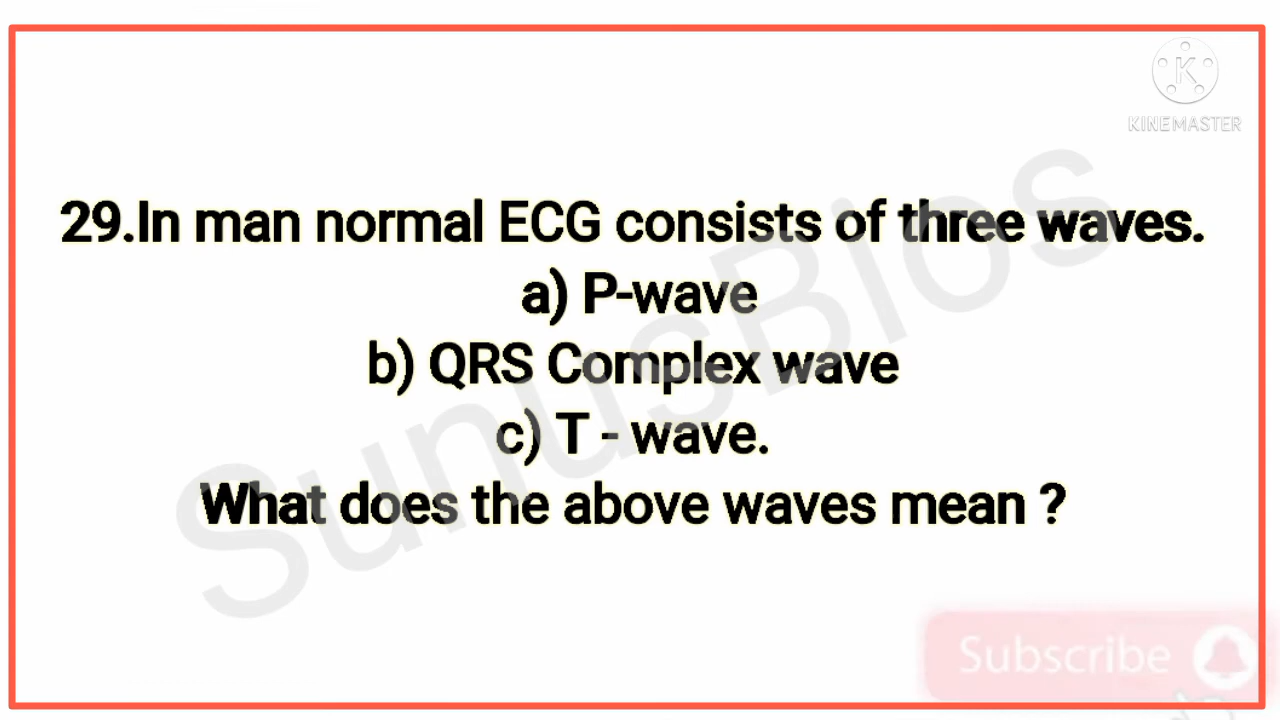 K
KINEMASTER
29.In man normal ECG consists of three waves.
a) P-wave
b) QRS Complex wave
c) T - wave.
What does the above waves mean ?
SunusBios
Subscribe